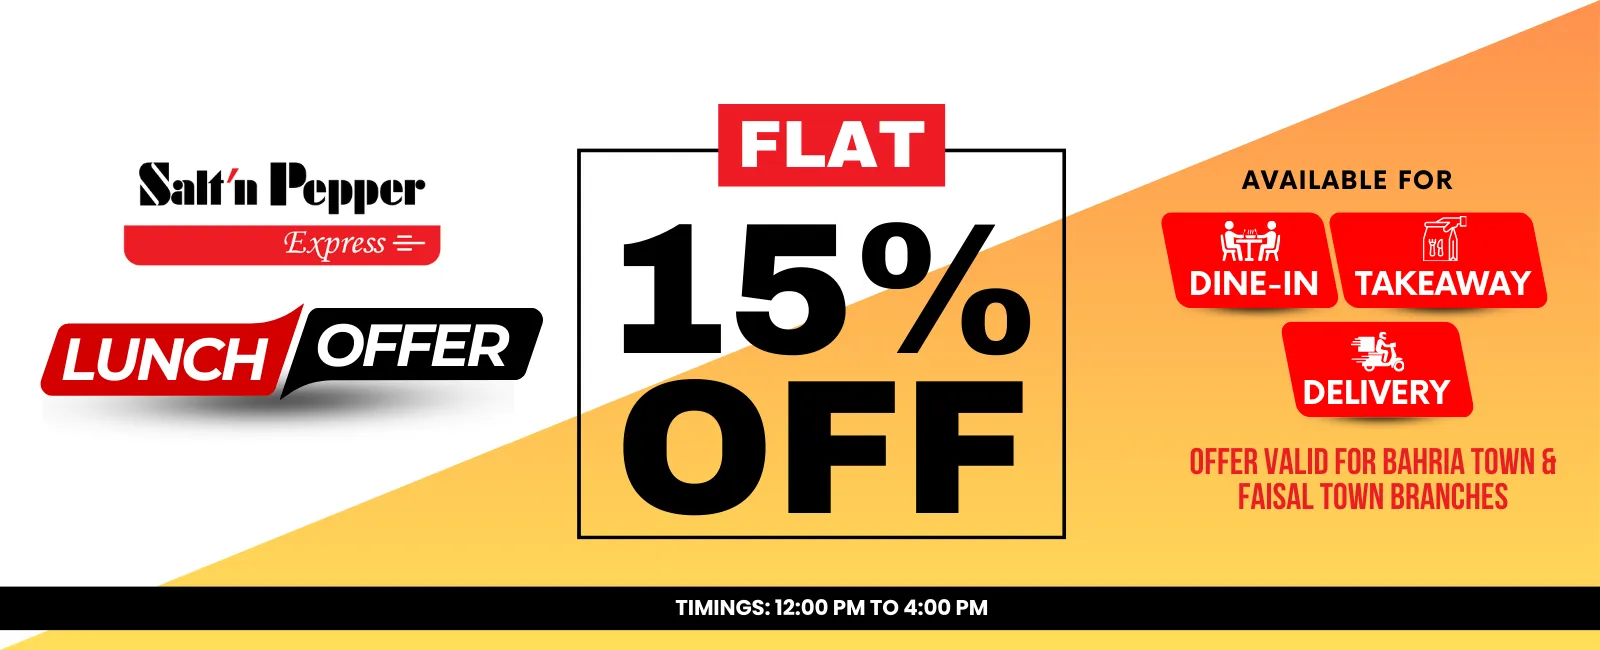 Salt'n Pepper
Express
LUNCH OFFER
FLAT
15%
OFF
AVAILABLE FOR
DINE-IN TAKEAWAY
DELIVERY
OFFER VALID FOR BAHRIA TOWN &
FAISAL TOWN BRANCHES
TIMINGS: 12:00 PM TO 4:00 PM